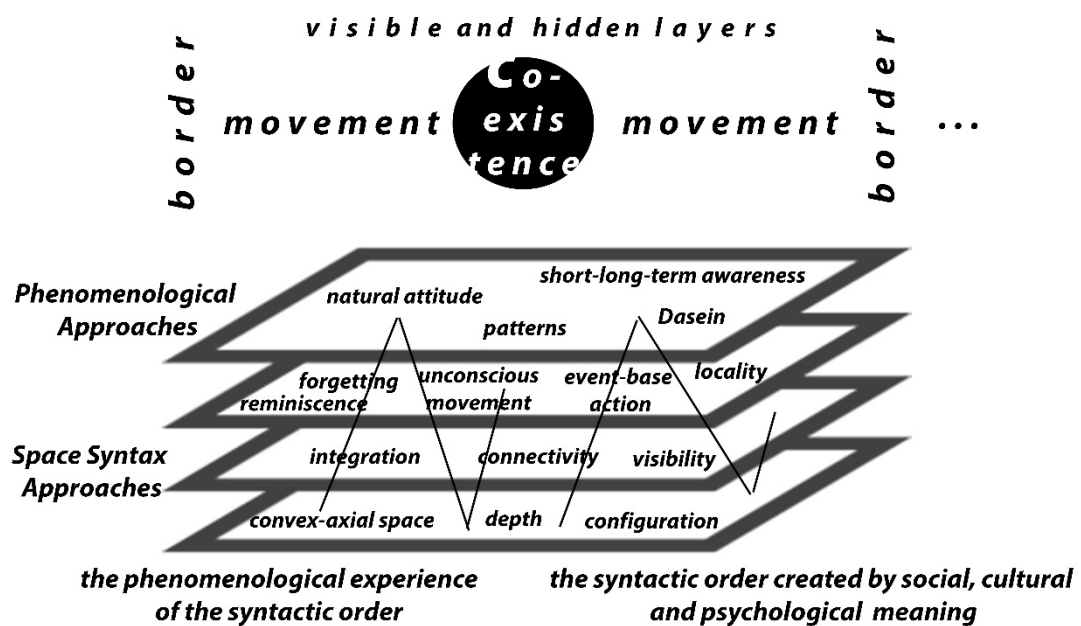 visible and hidden layers
border
movement
Co-
exis
tence
movement
border
...
Phenomenological
Approaches
short-long-term awareness
natural attitude
Dasein
patterns
forgetting
reminiscence
unconscious
movement
event-base
action
locality
Space Syntax
Approaches
integration
connectivity
visibility
convex-axial space
depth
configuration
the phenomenological experience
of the syntactic order
the syntactic order created by social, cultural
and psychological meaning